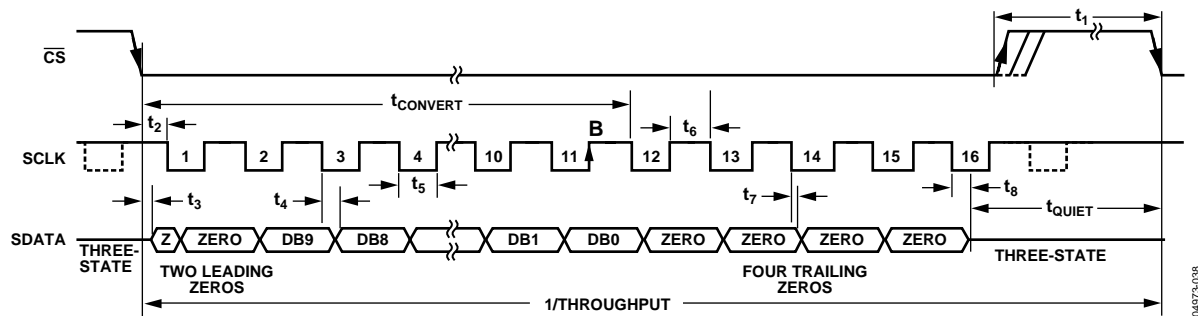 t1
CS
tCONVERT
t2
B
t6
SCLK
1 2 3 4 10 11 12 13 14 15 16
t3
t4
t5
t7
t8
tQUIET
SDATA
Z ZERO DB9 DB8 DB1 DB0 ZERO ZERO ZERO ZERO
THREE-
STATE
TWO LEADING
ZEROS
FOUR TRAILING
ZEROS
THREE-STATE
1/THROUGHPUT
04973-038